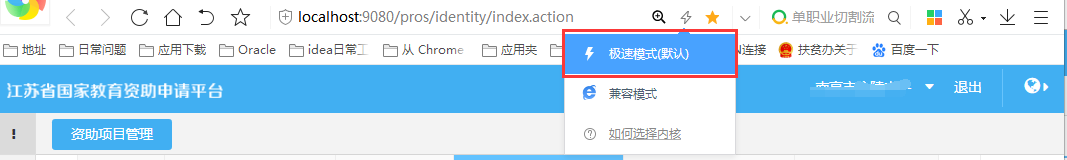 localhost:9080/pros/identity/index.action
单职业切割流
地址 日常问题 应用下载 Oracle idea日常工 从 Chrome 应用夹 N连接 扶贫办关于 百度一下
极速模式(默认)
江苏省国家教育资助申请平台
退出
兼容模式
! 资助项目管理
如何选择内核